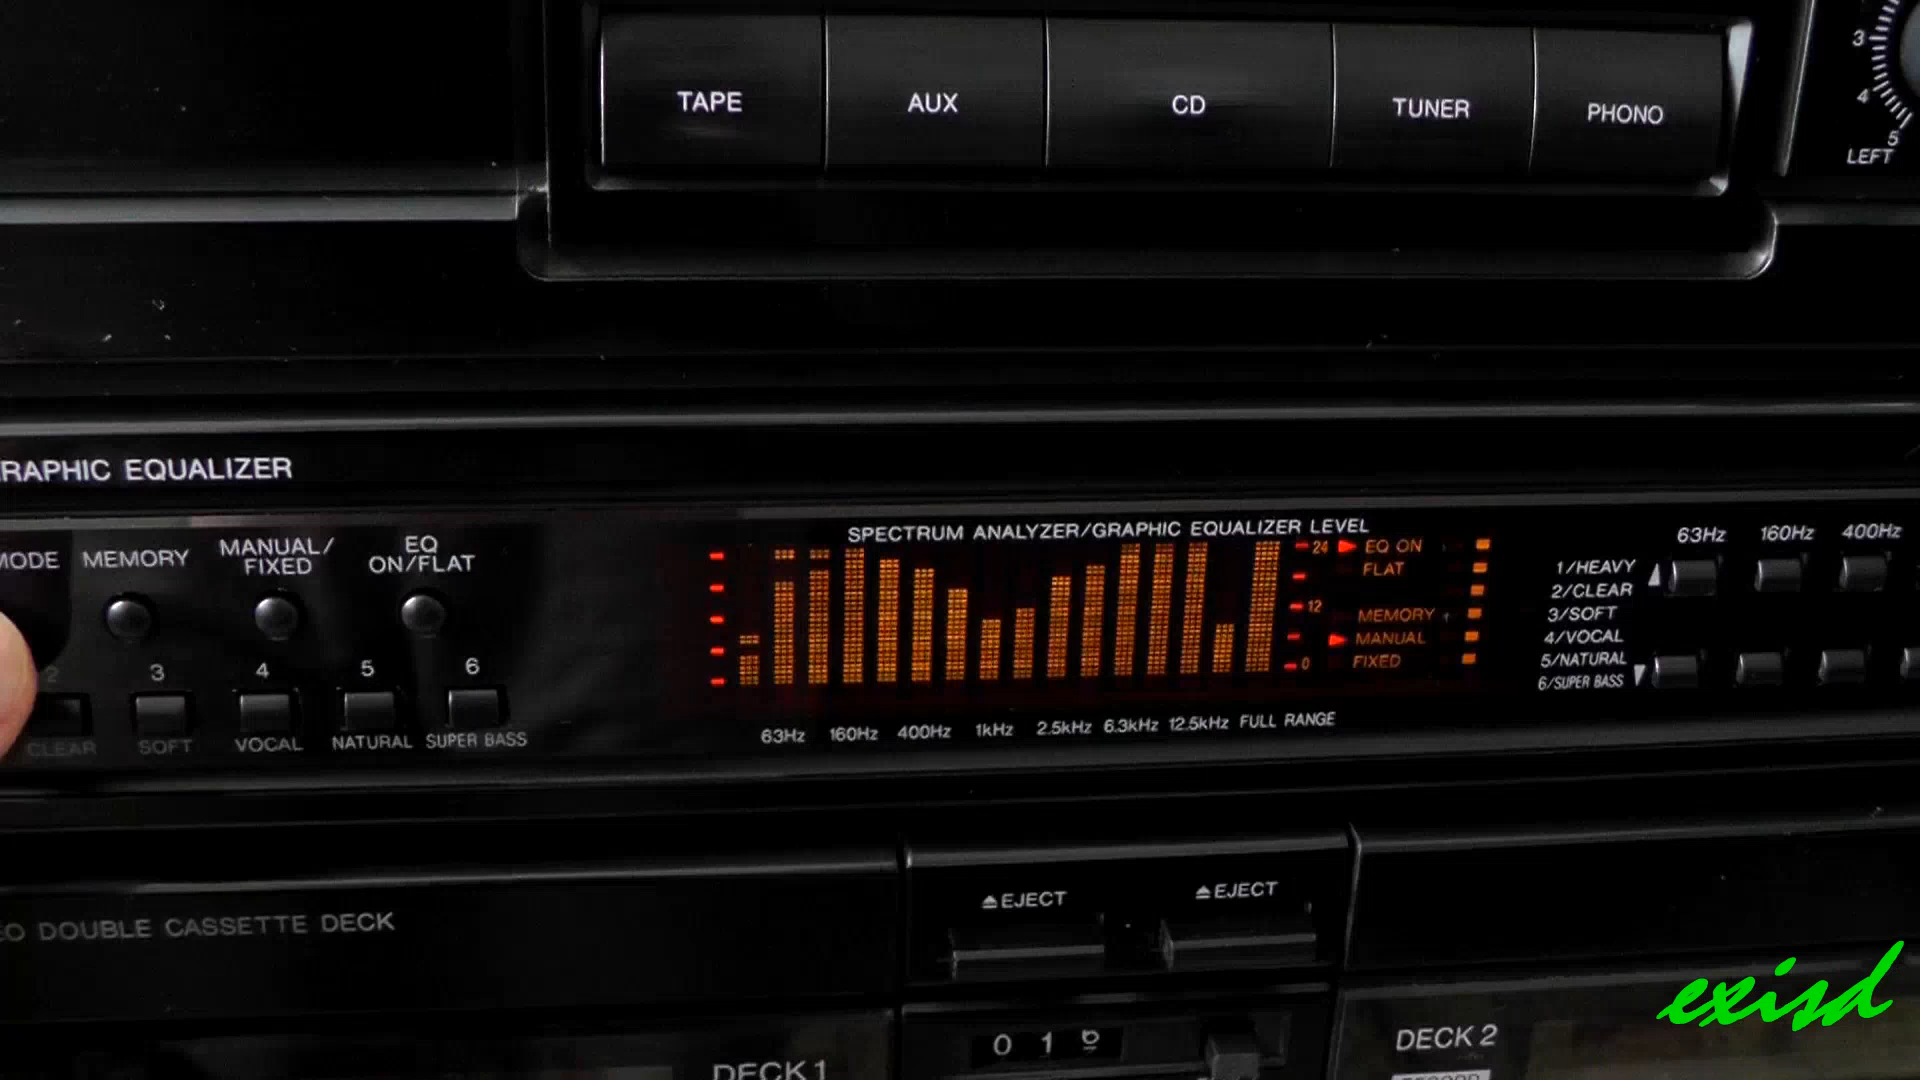 TAPE AUX CD TUNER PHONO
3
4
5
LEFT
RAPHIC EQUALIZER
MODE MEMORY MANUAL/FIXED EQ ON/FLAT
2 3 4 5 6
CLEAR SOFT VOCAL NATURAL SUPER BASS
SPECTRUM ANALYZER/GRAPHIC EQUALIZER LEVEL
24
12
0
EQ ON
FLAT
MEMORY
MANUAL
FIXED
63Hz 160Hz 400Hz 1kHz 2.5kHz 6.3kHz 12.5kHz FULL RANGE
63Hz 160Hz 400Hz
1/HEAVY
2/CLEAR
3/SOFT
4/VOCAL
5/NATURAL
6/SUPER BASS
EO DOUBLE CASSETTE DECK
EJECT EJECT
0 1 6
DECK 1
DECK 2
exisd